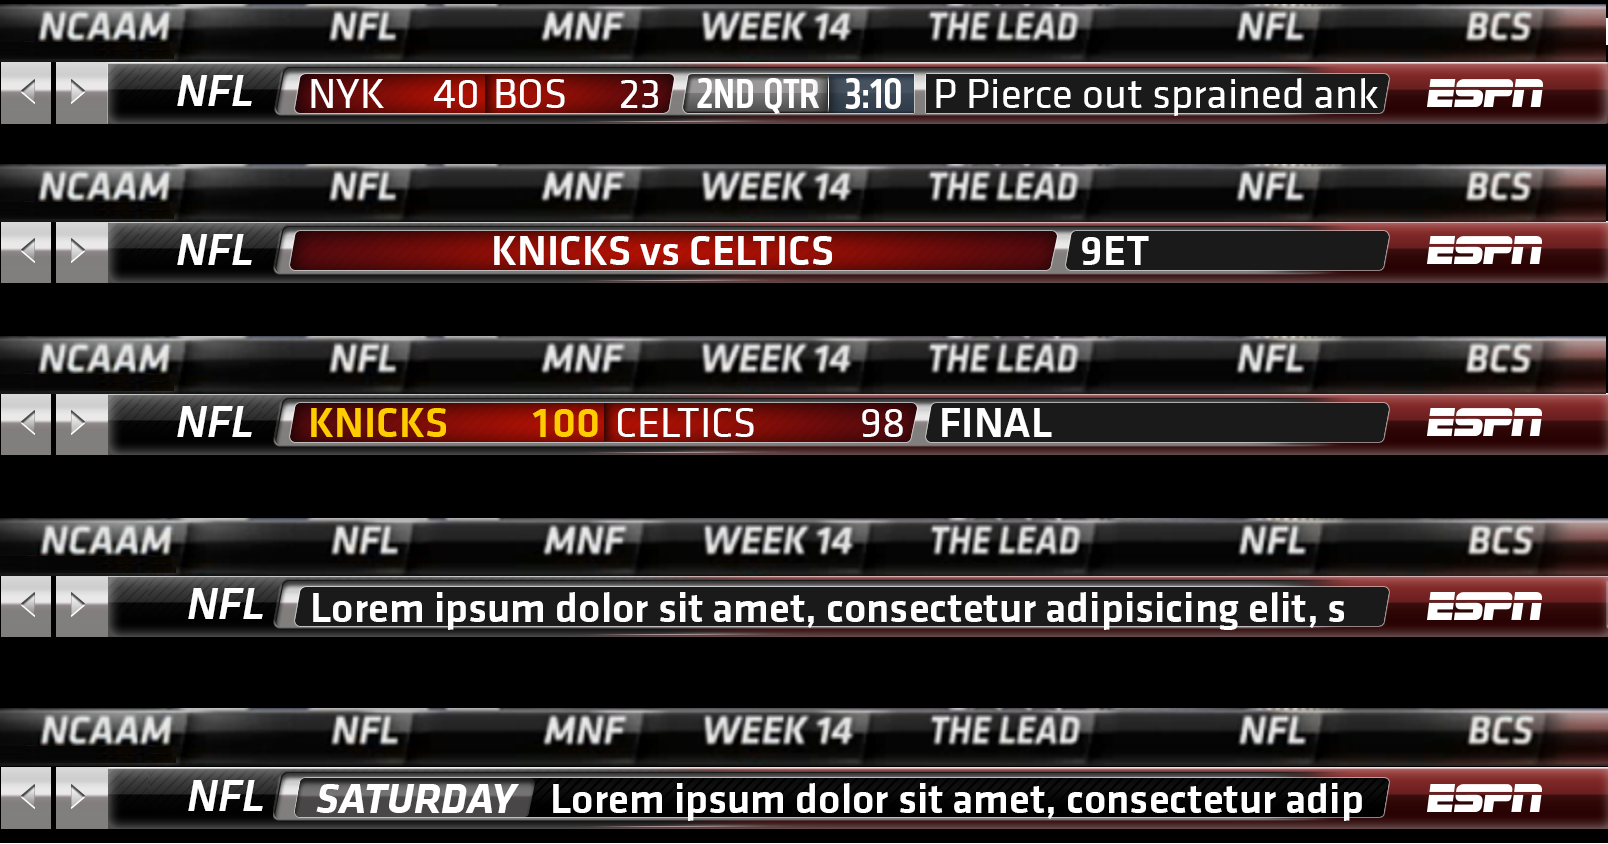 NCAAM NFL MNF WEEK 14 THE LEAD NFL BCS
NFL NYK 40 BOS 23 2ND QTR 3:10 P Pierce out sprained ank ESPN
NCAAM NFL MNF WEEK 14 THE LEAD NFL BCS
NFL KNICKS vs CELTICS 9ET ESPN
NCAAM NFL MNF WEEK 14 THE LEAD NFL BCS
NFL KNICKS 100 CELTICS 98 FINAL ESPN
NCAAM NFL MNF WEEK 14 THE LEAD NFL BCS
NFL Lorem ipsum dolor sit amet, consectetur adipisicing elit, s ESPN
NCAAM NFL MNF WEEK 14 THE LEAD NFL BCS
NFL SATURDAY Lorem ipsum dolor sit amet, consectetur adip ESPN